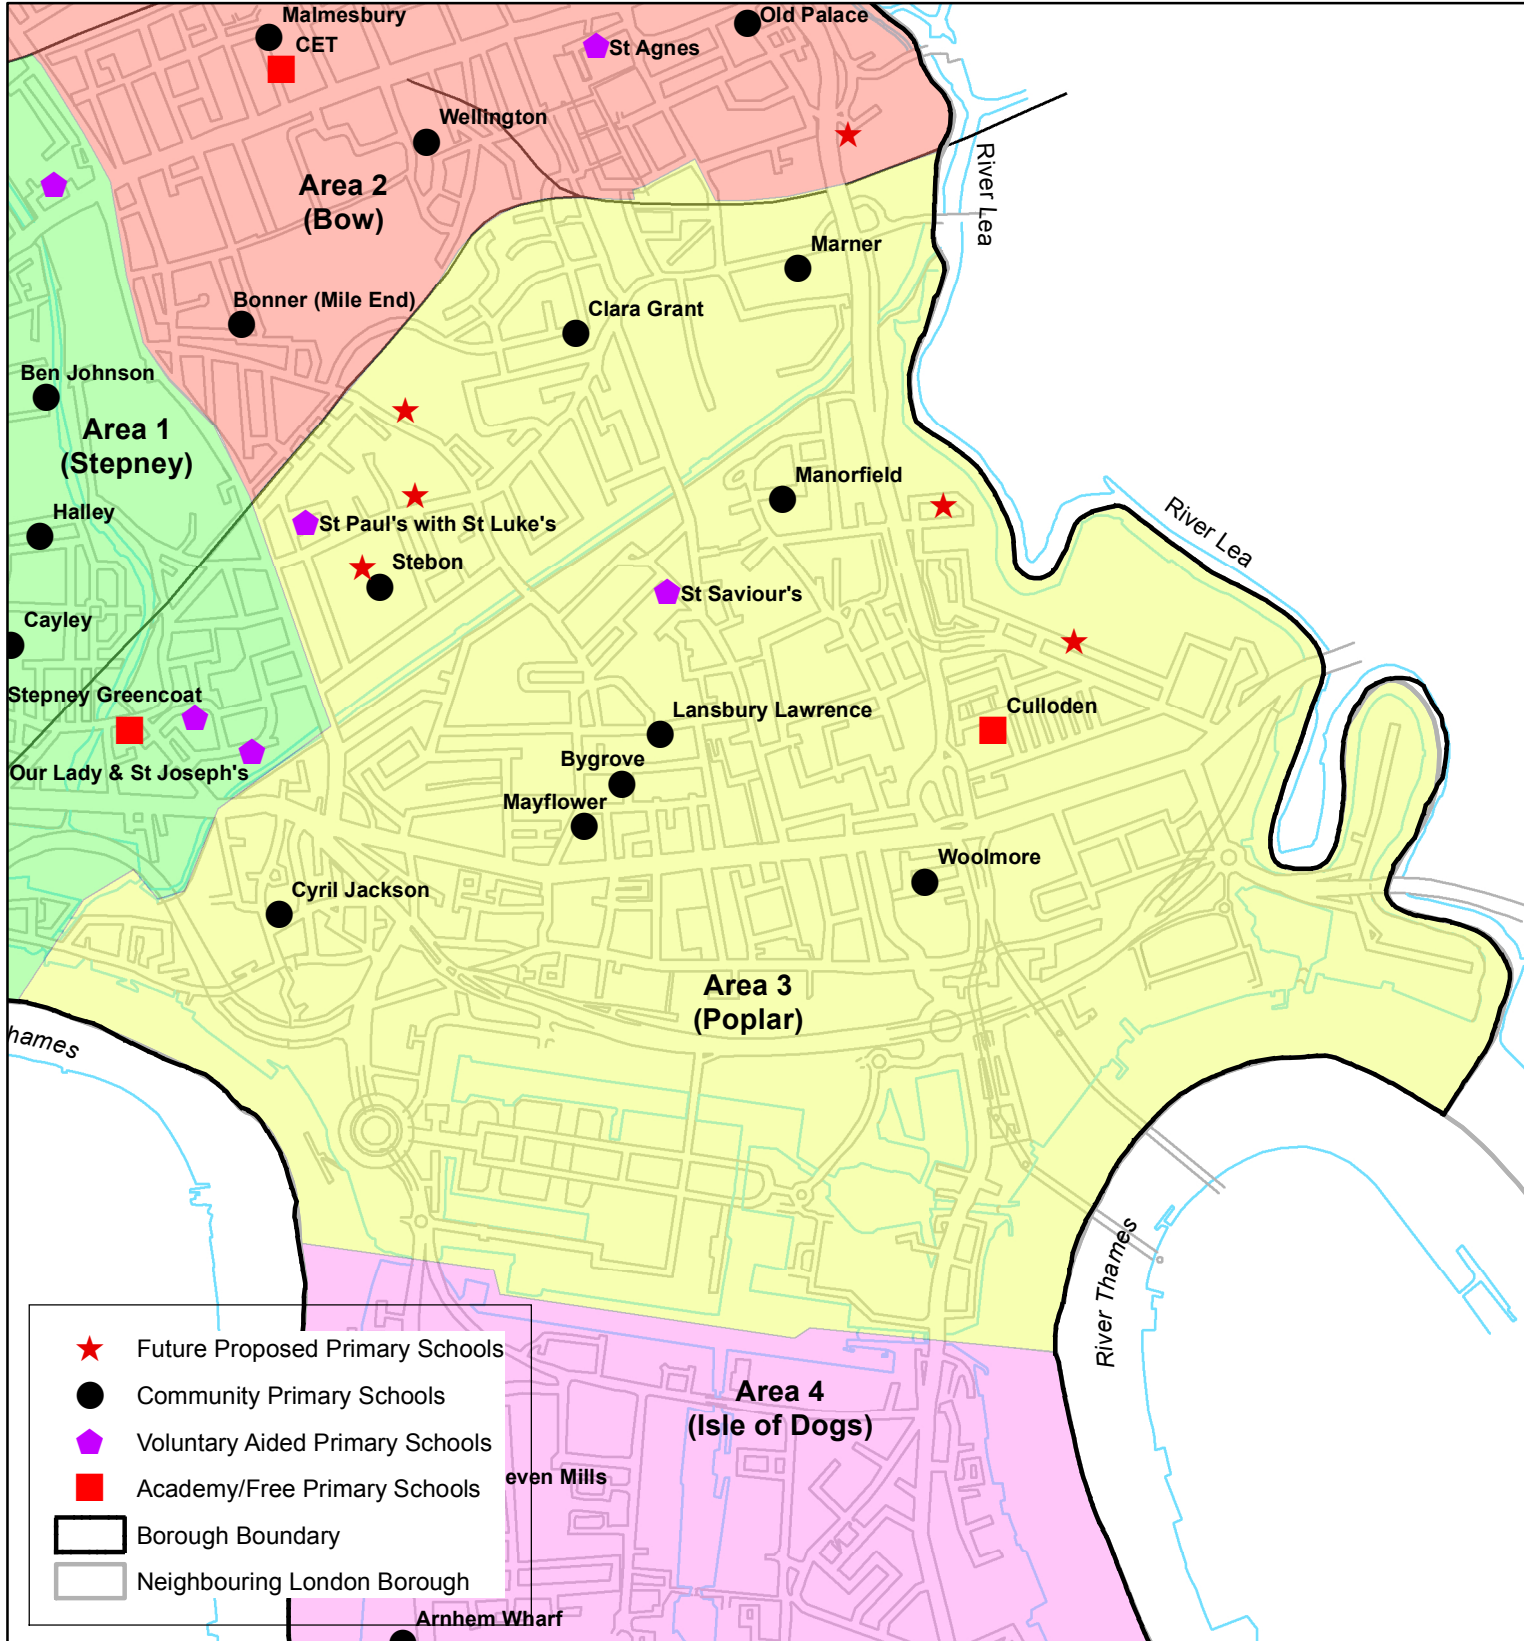 Malmesbury
CET
St Agnes
Old Palace
Wellington
Area 2
(Bow)
River Lea
Marner
Bonner (Mile End)
Clara Grant
Ben Johnson
Area 1
(Stepney)
Manorfield
Halley
St Paul's with St Luke's
River Lea
Stebon
St Saviour's
Cayley
Stepney Greencoat
Lansbury Lawrence
Culloden
Bygrove
Our Lady & St Joseph's
Mayflower
Woolmore
Cyril Jackson
Area 3
(Poplar)
hames
River Thames
Future Proposed Primary Schools
Community Primary Schools
Voluntary Aided Primary Schools
Academy/Free Primary Schools
Borough Boundary
Neighbouring London Borough
Area 4
(Isle of Dogs)
even Mills
Arnhem Wharf